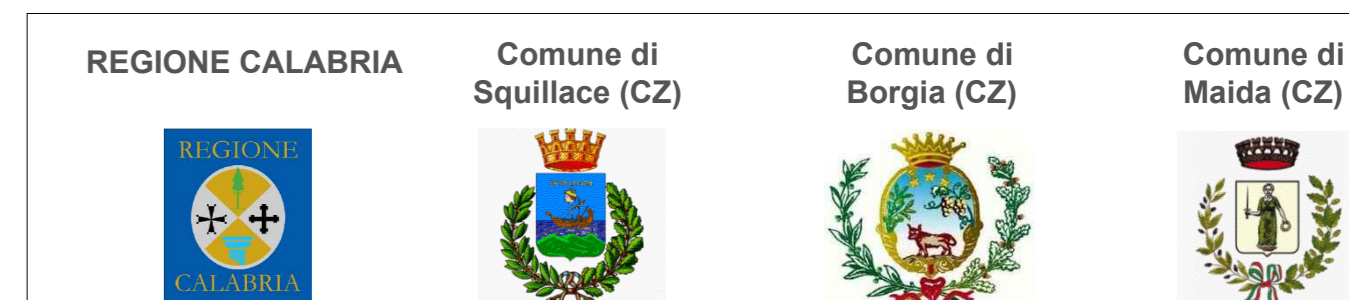 REGIONE CALABRIA
Comune di
Squillace (CZ)
Comune di
Borgia (CZ)
Comune di
Maida (CZ)
REGIONE
CALABRIA